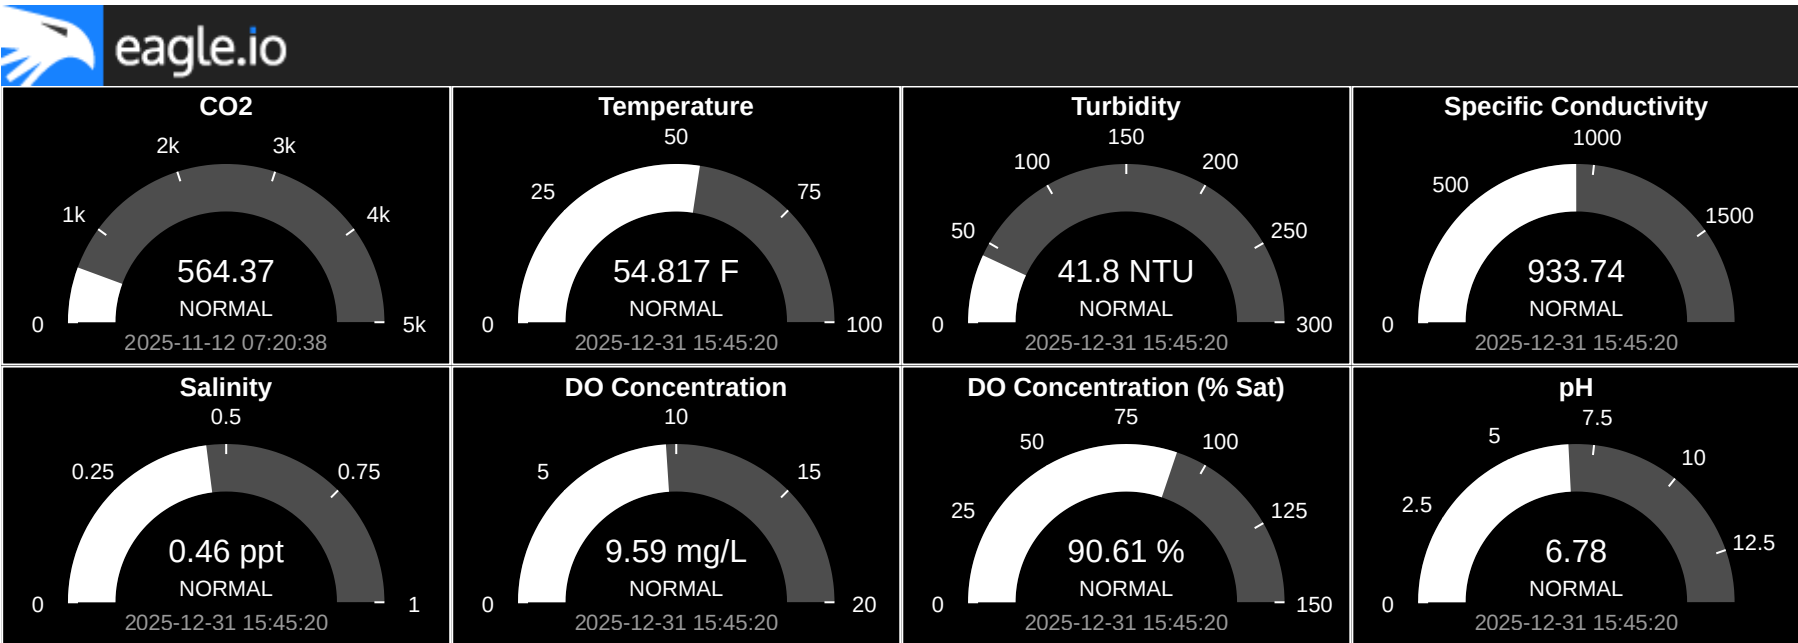 eagle.io
CO2
2k 3k
1k 4k
564.37
NORMAL
0 5k
2025-11-12 07:20:38
Temperature
50
25 75
54.817 F
NORMAL
0 100
2025-12-31 15:45:20
Turbidity
150
100 200
50 250
41.8 NTU
NORMAL
0 300
2025-12-31 15:45:20
Specific Conductivity
1000
500
1500
933.74
NORMAL
0
2025-12-31 15:45:20
Salinity
0.5
0.25 0.75
0.46 ppt
NORMAL
0 1
2025-12-31 15:45:20
DO Concentration
10
5 15
9.59 mg/L
NORMAL
0 20
2025-12-31 15:45:20
DO Concentration (% Sat)
75
50 100
25 125
90.61 %
NORMAL
0 150
2025-12-31 15:45:20
pH
7.5
5
10
2.5
12.5
6.78
NORMAL
0
2025-12-31 15:45:20